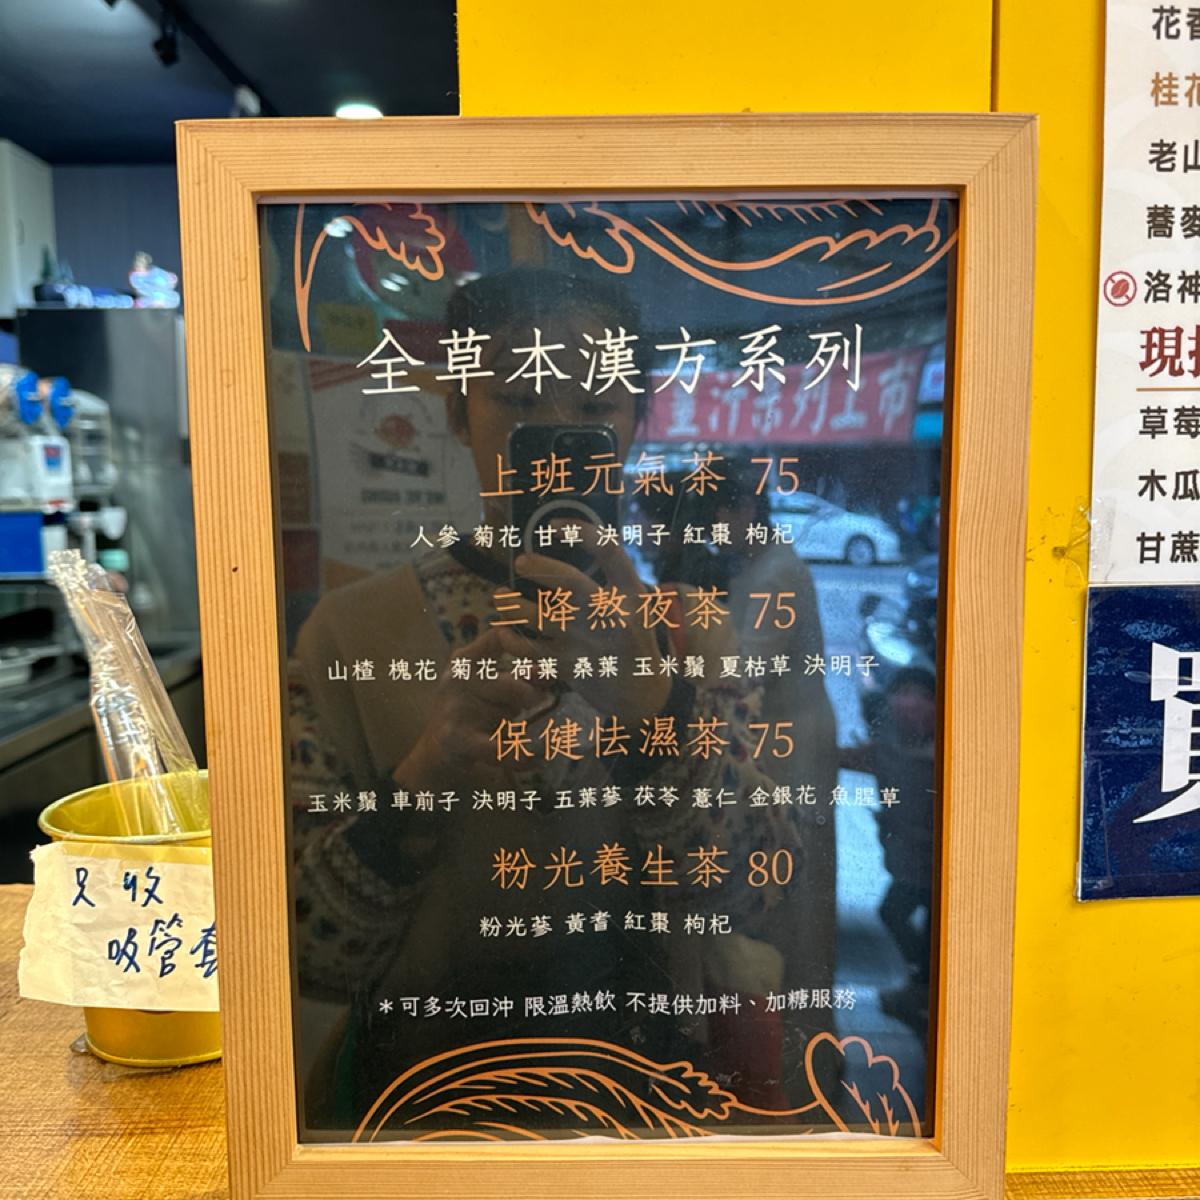 全草本漢方系列
上班元氣茶 75
人參 菊花 甘草 決明子 紅棗 枸杞
三降熬夜茶 75
山楂 槐花 菊花 荷葉 桑葉 玉米鬚 夏枯草 決明子
保健怯濕茶 75
玉米鬚 車前子 決明子 五葉蔘 茯苓 薏仁 金銀花 魚腥草
粉光養生茶 80
粉光蔘 黃耆 紅棗 枸杞
＊可多次回沖 限溫熱飲 不提供加料、加糖服務
只收
吸管套
花香
桂花
老山
蕎麥
洛神
現
草莓
木瓜
甘蔗
買